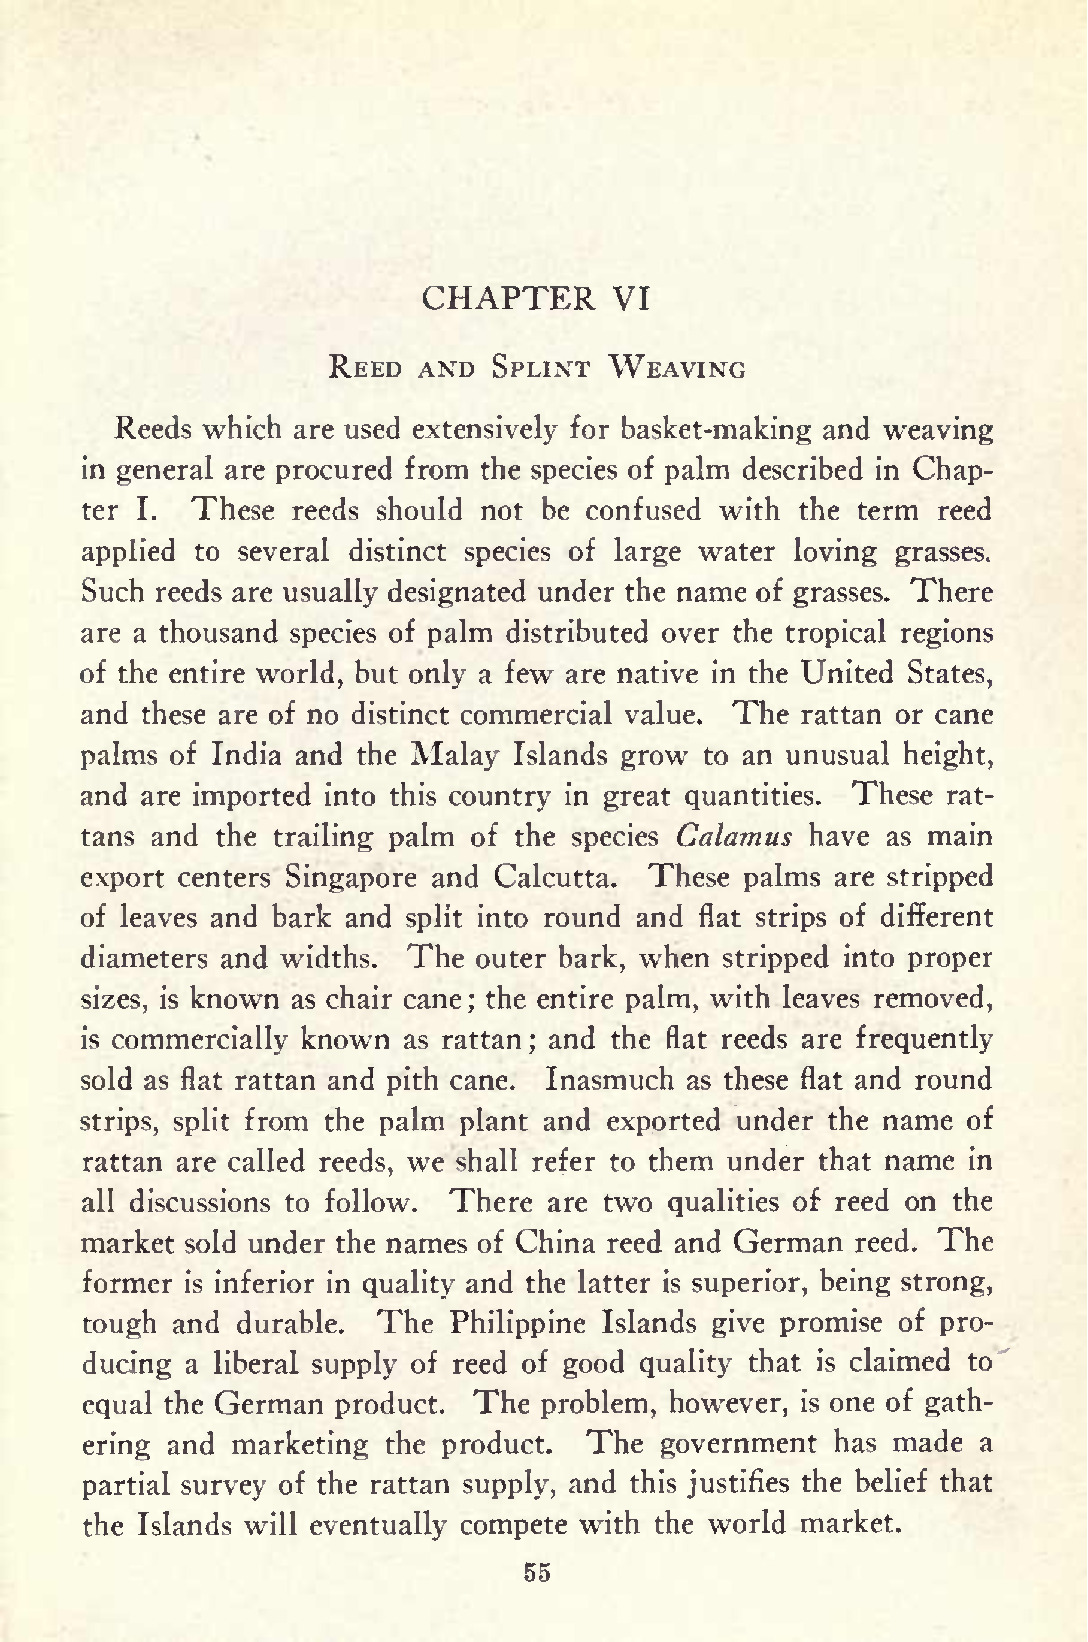 CHAPTER VI
Reed and Splint Weaving
Reeds which are used extensively for basket-making and weaving
in general are procured from the species of palm described in Chap-
ter I. These reeds should not be confused with the term reed
applied to several distinct species of large water loving grasses.
Such reeds are usually designated under the name of grasses. There
are a thousand species of palm distributed over the tropical regions
of the entire world, but only a few are native in the United States,
and these are of no distinct commercial value. The rattan or cane
palms of India and the Malay Islands grow to an unusual height,
and are imported into this country in great quantities. These rat-
tans and the trailing palm of the species Calamus have as main
export centers Singapore and Calcutta. These palms are stripped
of leaves and bark and split into round and flat strips of different
diameters and widths. The outer bark, when stripped into proper
sizes, is known as chair cane; the entire palm, with leaves removed,
is commercially known as rattan; and the flat reeds are frequently
sold as flat rattan and pith cane. Inasmuch as these flat and round
strips, split from the palm plant and exported under the name of
rattan are called reeds, we shall refer to them under that name in
all discussions to follow. There are two qualities of reed on the
market sold under the names of China reed and German reed. The
former is inferior in quality and the latter is superior, being strong,
tough and durable. The Philippine Islands give promise of pro-
ducing a liberal supply of reed of good quality that is claimed to
equal the German product. The problem, however, is one of gath-
ering and marketing the product. The government has made a
partial survey of the rattan supply, and this justifies the belief that
the Islands will eventually compete with the world market.
55